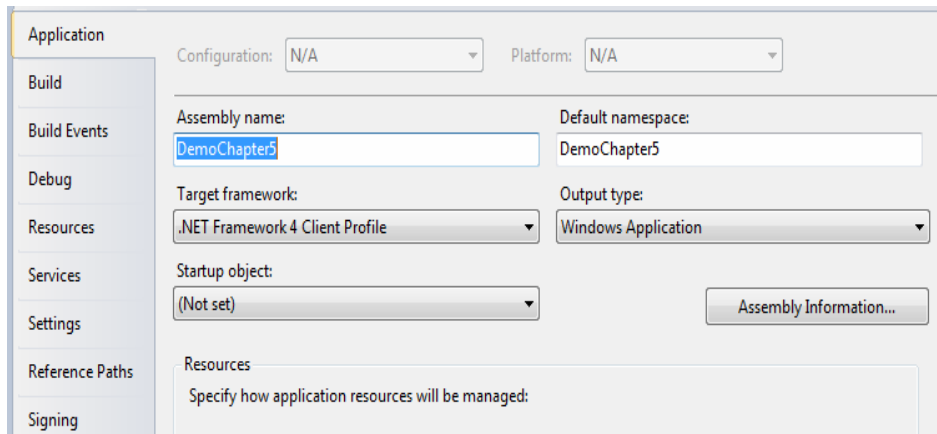 Application
Build
Build Events
Debug
Resources
Services
Settings
Reference Paths
Signing
Configuration: N/A Platform: N/A
Assembly name: Default namespace:
DemoChapter5 DemoChapter5
Target framework: Output type:
.NET Framework 4 Client Profile Windows Application
Startup object:
(Not set) Assembly Information...
Resources
Specify how application resources will be managed: